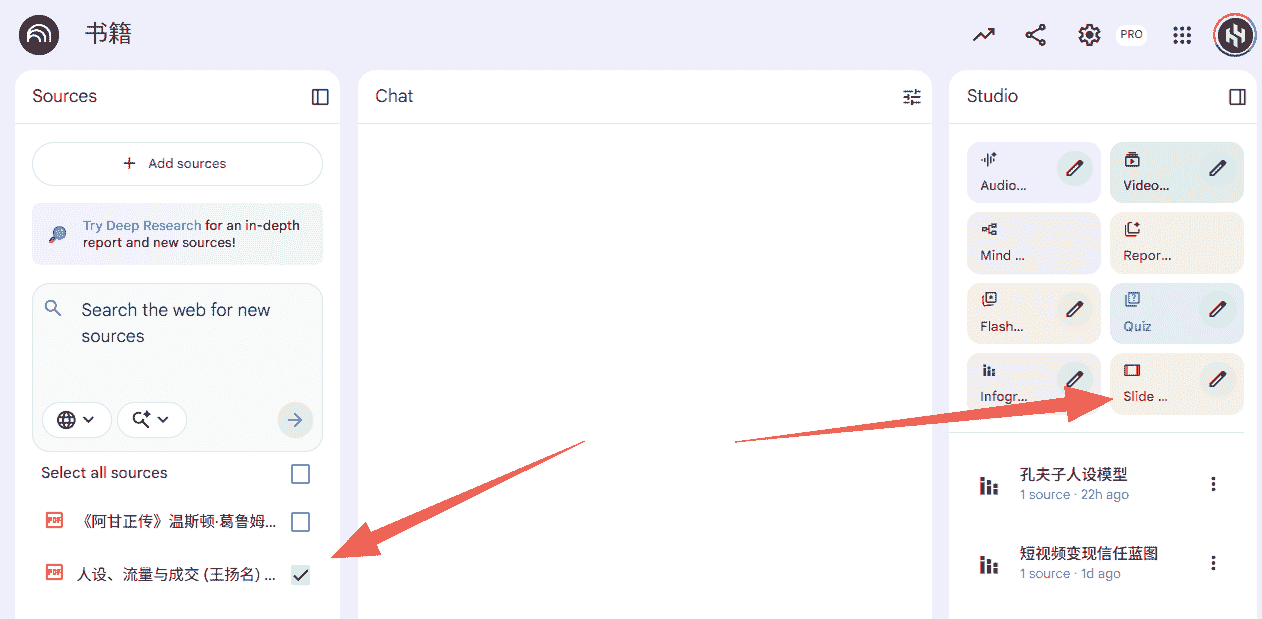 书籍
PRO
Sources
Add sources
Try Deep Research for an in-depth
report and new sources!
Search the web for new
sources
Select all sources
PDF
《阿甘正传》温斯顿·葛鲁姆...
PDF
人设、流量与成交 (王扬名) ...
Chat
Studio
Audio...
Video...
Mind ...
Repor...
Flash...
Quiz
Infogr...
Slide ...
孔夫子人设模型
1 source · 22h ago
短视频变现信任蓝图
1 source · 1d ago